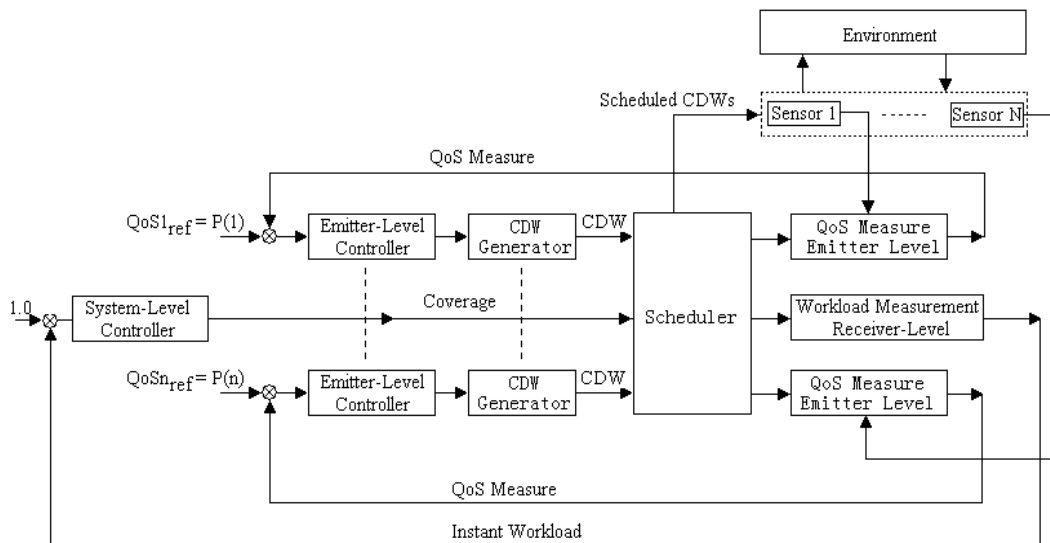 Environment
Scheduled CDWs
Sensor 1
Sensor N
QoS Measure
QoS1ref = P(1)
Emitter-Level
Controller
CDW
Generator
CDW
QoS Measure
Emitter Level
1.0
System-Level
Controller
Coverage
Scheduler
Workload Measurement
Receiver-Level
QoSnref = P(n)
Emitter-Level
Controller
CDW
Generator
CDW
QoS Measure
Emitter Level
QoS Measure
Instant Workload